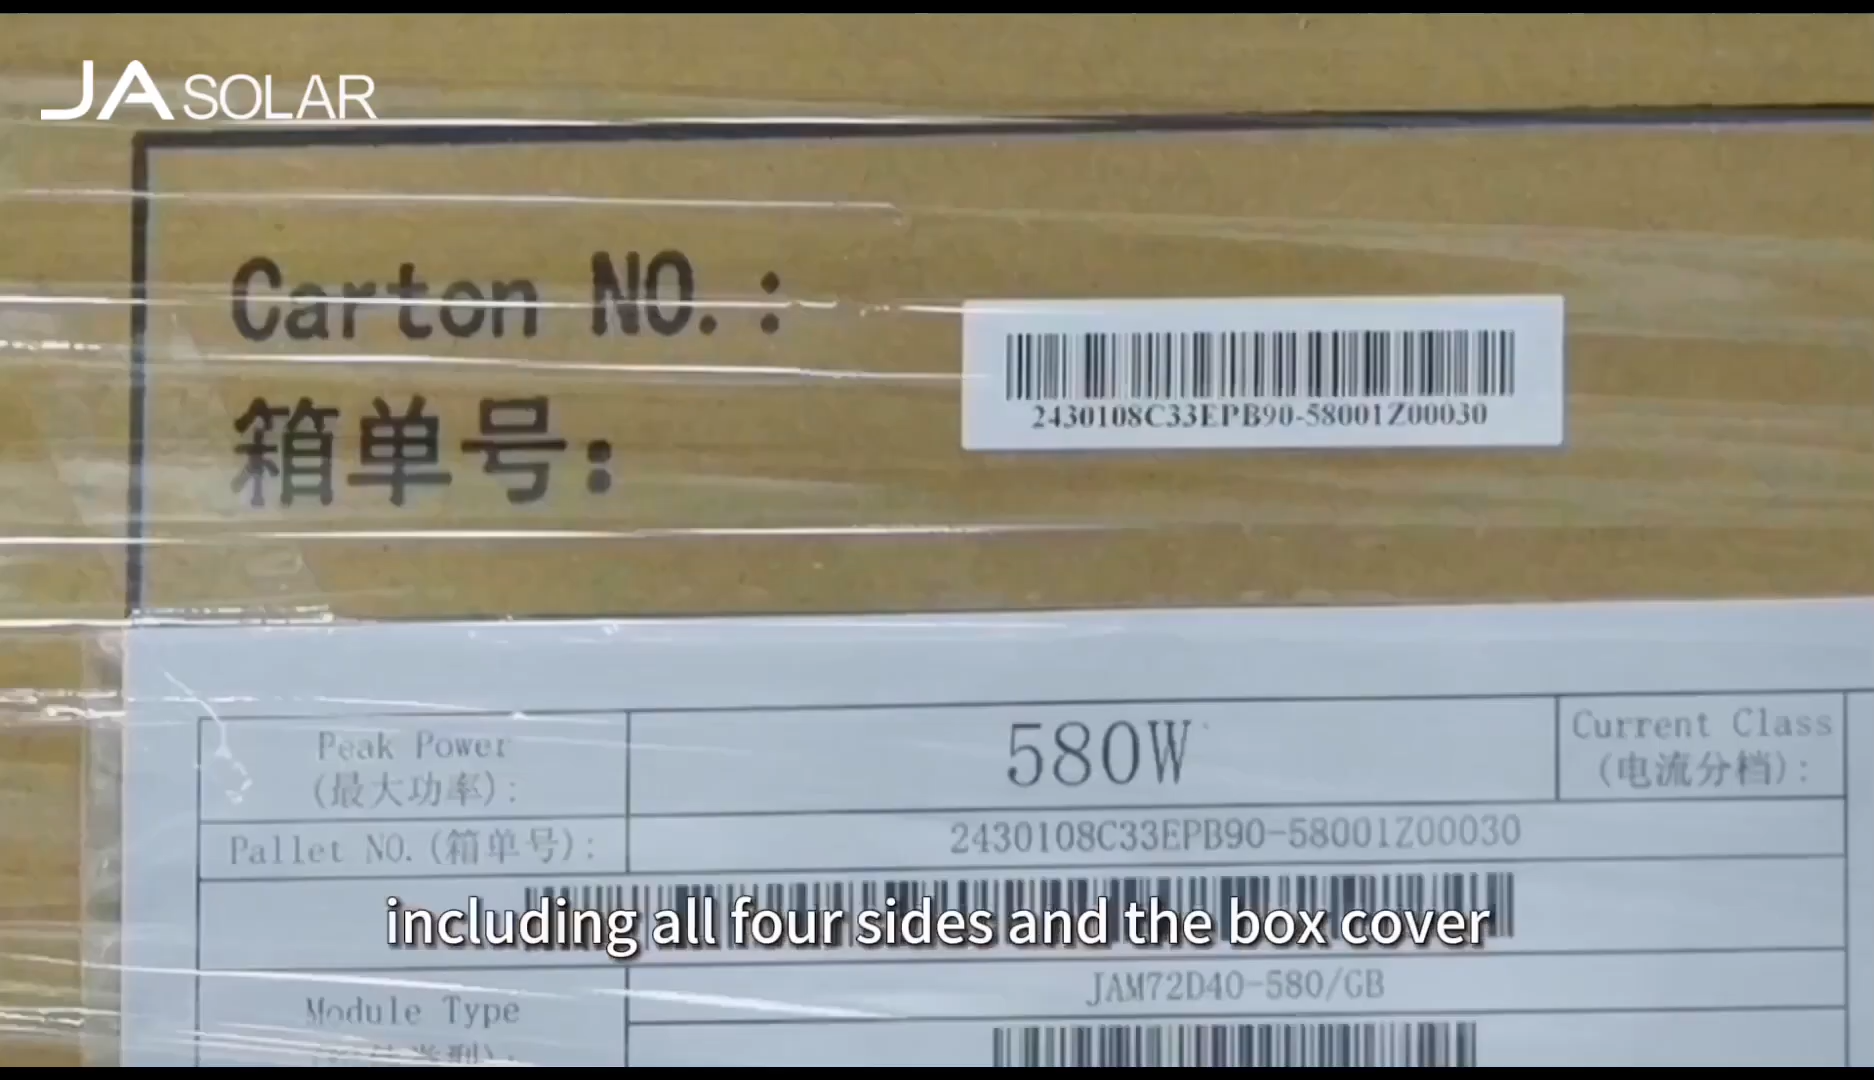 JA SOLAR
Carton NO.:
箱单号:
2430108C33EPB90-58001Z00030
Peak Power
(最大功率):
580W
Current Class
(电流分档):
Pallet NO.(箱单号):
2430108C33EPB90-58001Z00030
including all four sides and the box cover
Module Type
JAM72D40-580/GB